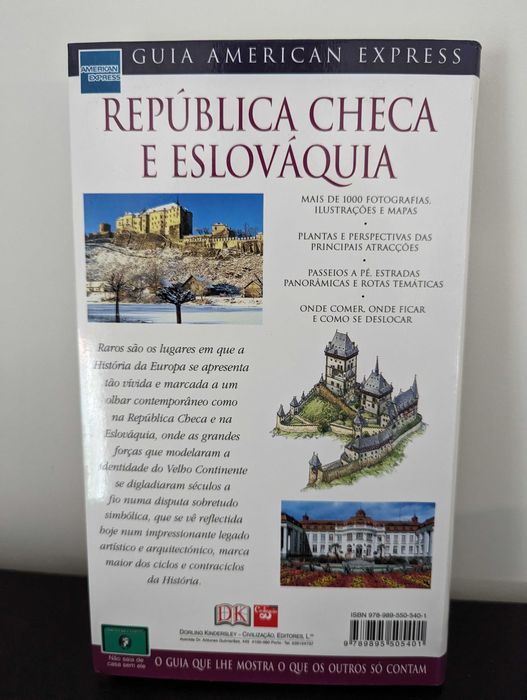 GUIA AMERICAN EXPRESS
AMERICAN
EXPRESS
REPÚBLICA CHECA
E ESLOVÁQUIA
MAIS DE 1000 FOTOGRAFIAS,
ILUSTRAÇÕES E MAPAS
•
PLANTAS E PERSPECTIVAS DAS
PRINCIPAIS ATRACÇÕES
•
PASSEIOS A PÉ, ESTRADAS
PANORÂMICAS E ROTAS TEMÁTICAS
•
ONDE COMER, ONDE FICAR
E COMO SE DESLOCAR
Raros são os lugares em que a
História da Europa se apresenta
tão vívida e marcada a um
olhar contemporâneo como
na República Checa e na
Eslováquia, onde as grandes
forças que modelaram a
identidade do Velho Continente
se digladiaram séculos a
fio numa disputa sobretudo
simbólica, que se vê reflectida
hoje num impressionante legado
artístico e arquitectónico, marca
maior dos ciclos e contraciclos
da História.
DK
DORLING KINDERSLEY - CIVILIZAÇÃO, EDITORES, L.DA
ISBN 978-989-550-540-1
9 789895 505401
Não saia de
casa sem ele
O GUIA QUE LHE MOSTRA O QUE OS OUTROS SÓ CONTAM